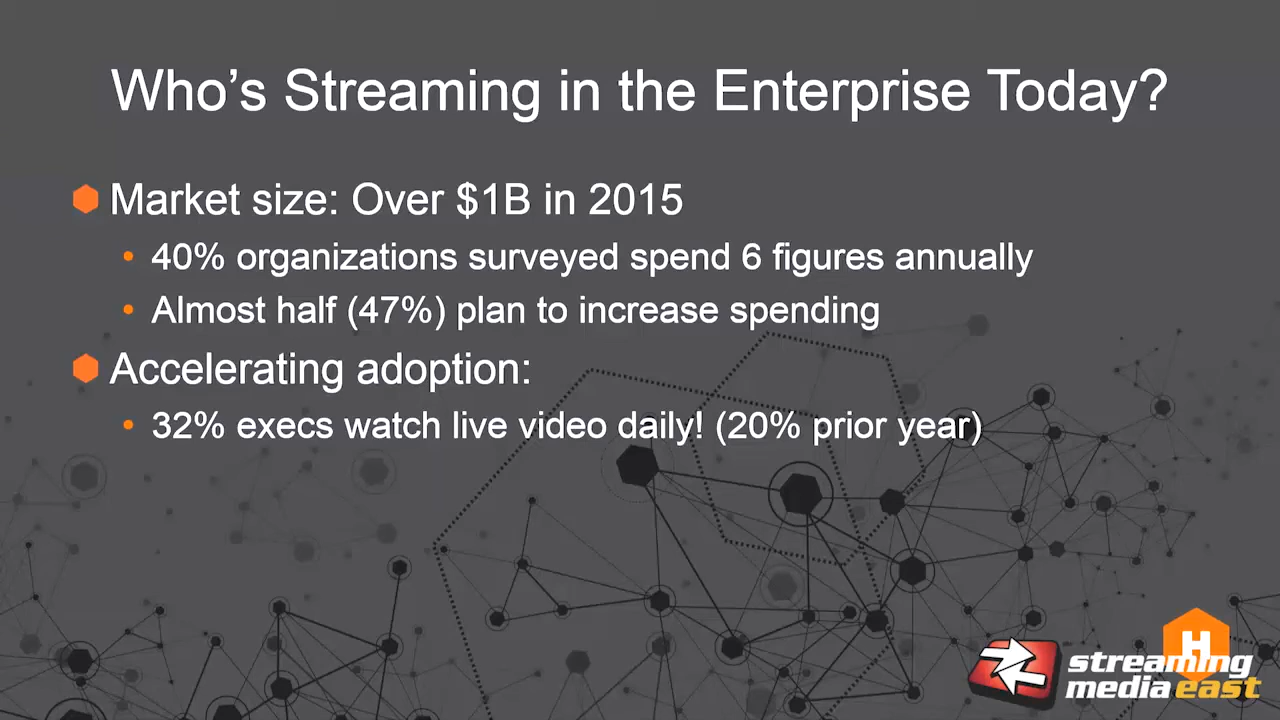 Who’s Streaming in the Enterprise Today?
Market size: Over $1B in 2015
40% organizations surveyed spend 6 figures annually
Almost half (47%) plan to increase spending
Accelerating adoption:
32% execs watch live video daily! (20% prior year)
H
streaming
media east